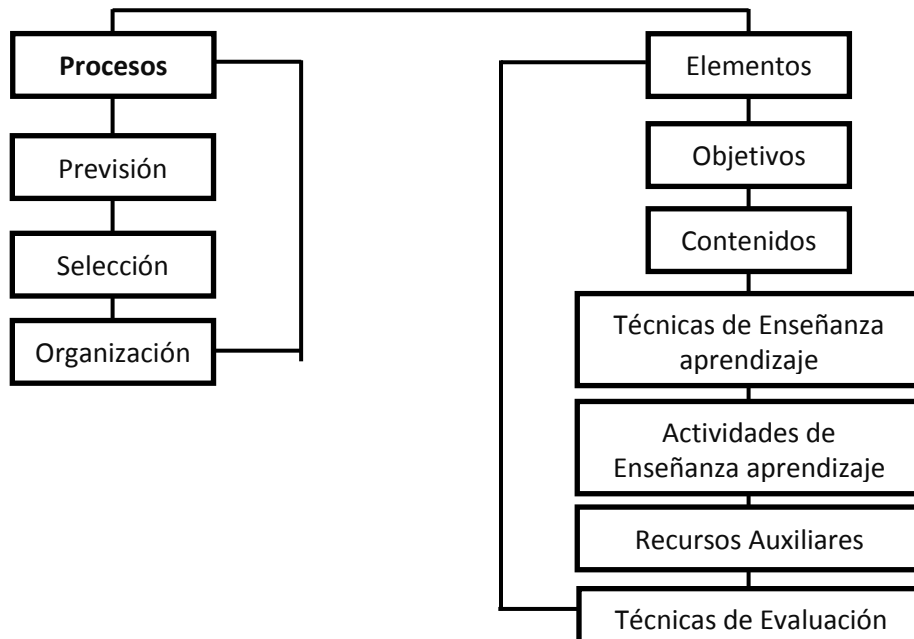 Procesos
Previsión
Selección
Organización
Elementos
Objetivos
Contenidos
Técnicas de Enseñanza
aprendizaje
Actividades de
Enseñanza aprendizaje
Recursos Auxiliares
Técnicas de Evaluación